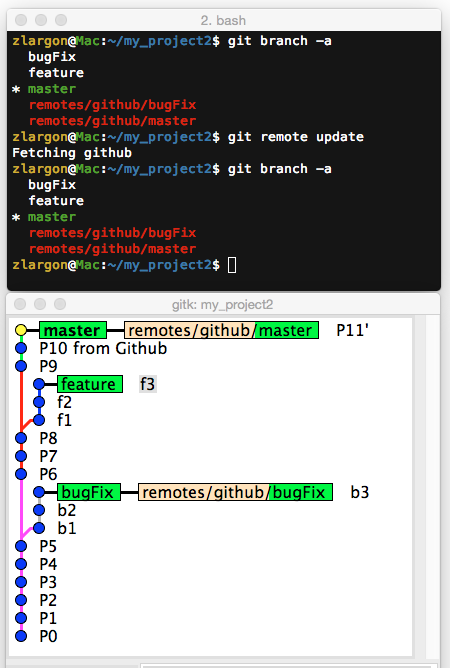 2. bash
zlargon@Mac:~/my_project2$ git branch -a
bugFix
feature
* master
remotes/github/bugFix
remotes/github/master
zlargon@Mac:~/my_project2$ git remote update
Fetching github
zlargon@Mac:~/my_project2$ git branch -a
bugFix
feature
* master
remotes/github/bugFix
remotes/github/master
zlargon@Mac:~/my_project2$
gitk: my_project2
master remotes/github/master P11'
P10 from Github
P9
feature f3
f2
f1
P8
P7
P6
bugFix remotes/github/bugFix b3
b2
b1
P5
P4
P3
P2
P1
P0